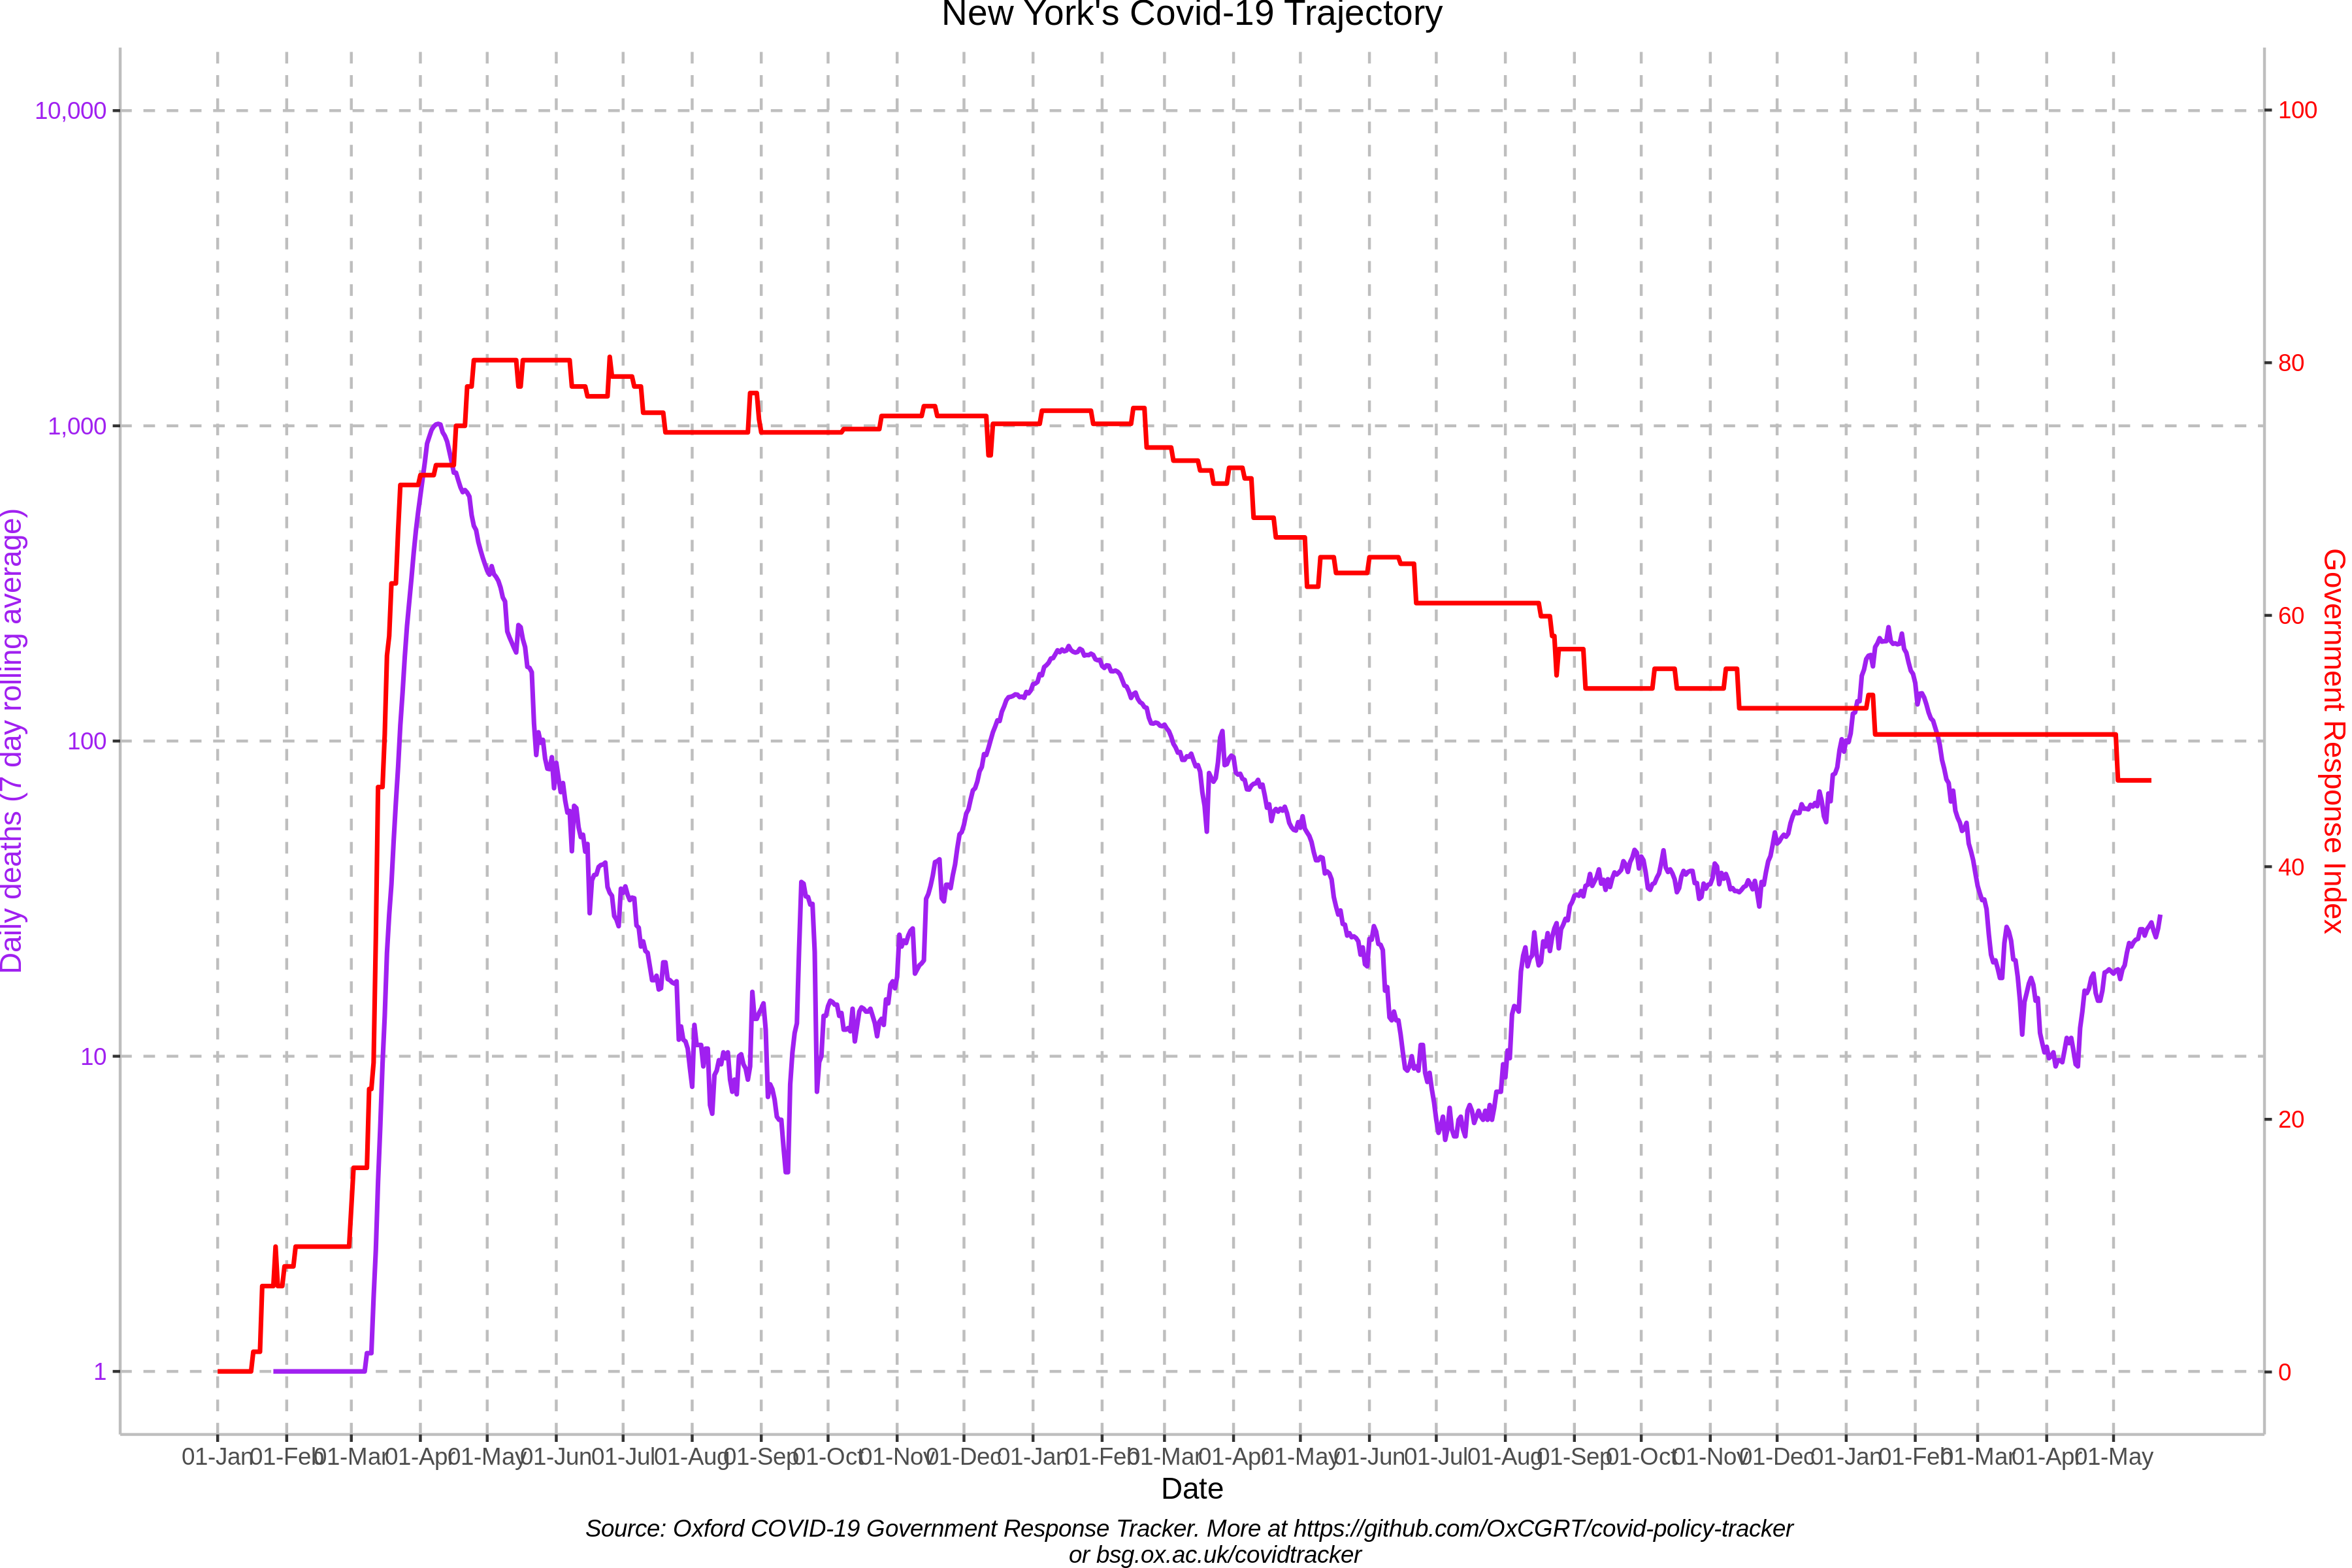 New York's Covid-19 Trajectory
10,000
1,000
100
10
1
Daily deaths (7 day rolling average)
100
80
60
40
20
0
Government Response Index
01-Jan 01-Feb 01-Mar 01-Apr 01-May 01-Jun 01-Jul 01-Aug 01-Sep 01-Oct 01-Nov 01-Dec 01-Jan 01-Feb 01-Mar 01-Apr 01-May 01-Jun 01-Jul 01-Aug 01-Sep 01-Oct 01-Nov 01-Dec 01-Jan 01-Feb 01-Mar 01-Apr 01-May
Date
Source: Oxford COVID-19 Government Response Tracker. More at https://github.com/OxCGRT/covid-policy-tracker
or bsg.ox.ac.uk/covidtracker